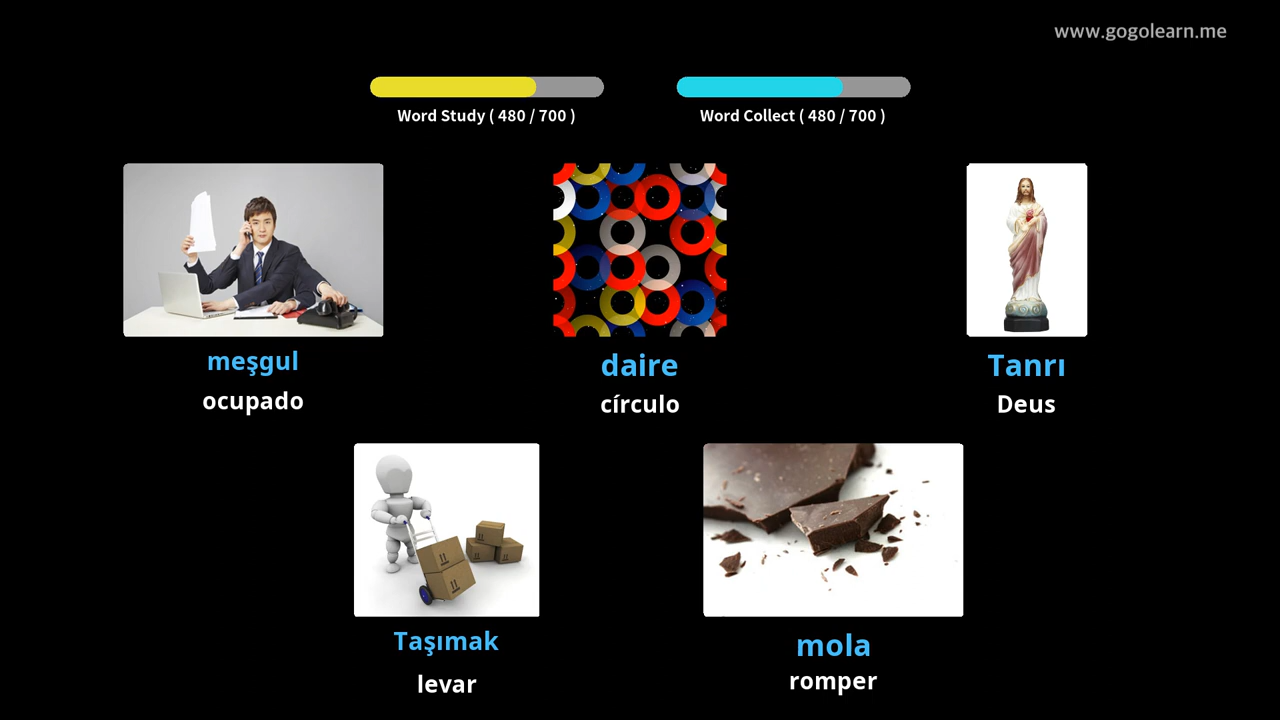 www.gogolearn.me
Word Study ( 480 / 700 )
Word Collect ( 480 / 700 )
meşgul
ocupado
daire
círculo
Tanrı
Deus
Taşımak
levar
mola
romper